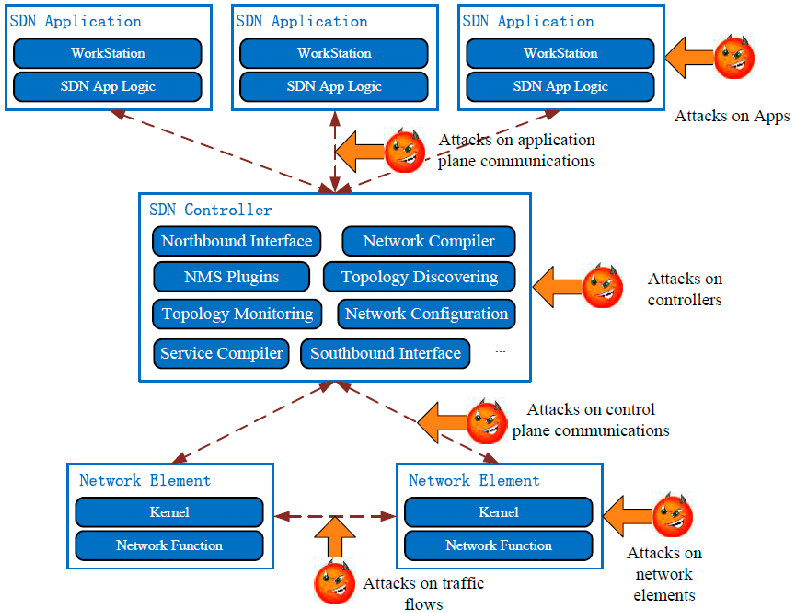 SDN Application
WorkStation
SDN App Logic
SDN Application
WorkStation
SDN App Logic
SDN Application
WorkStation
SDN App Logic
Attacks on Apps
Attacks on application
plane communications
SDN Controller
Northbound Interface
Network Compiler
NMS Plugins
Topology Discovering
Topology Monitoring
Network Configuration
Service Compiler
Southbound Interface
...
Attacks on
controllers
Attacks on control
plane communications
Network Element
Kernel
Network Function
Network Element
Kernel
Network Function
Attacks on traffic
flows
Attacks on
network
elements